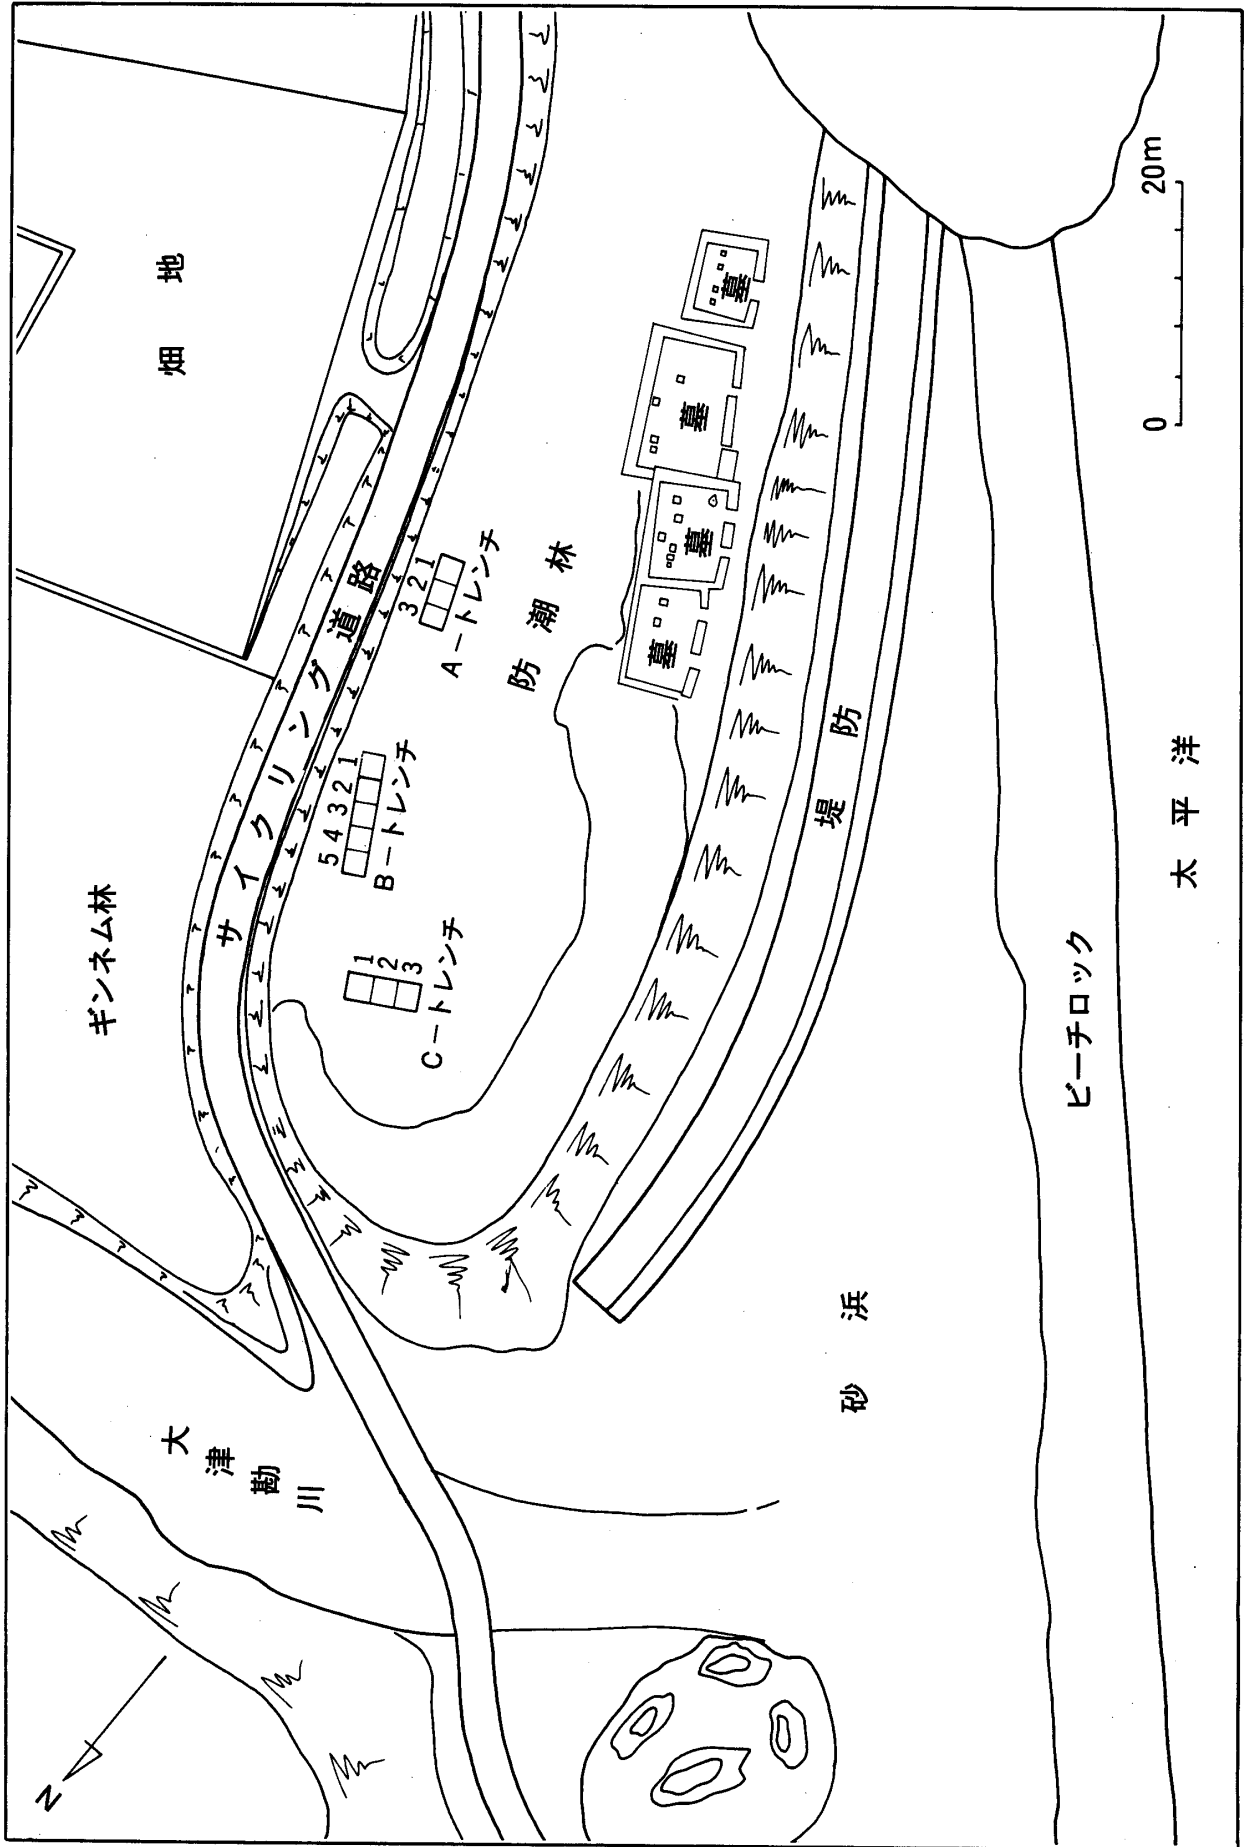 N
大津勘川
ギンネム林
畑地
サイクリング道路
5 4 3 2 1
B－トレンチ
3 2 1
A－トレンチ
1
2
3
C－トレンチ
防潮林
墓
墓
墓
墓
堤防
砂浜
ビーチロック
太平洋
0 20m